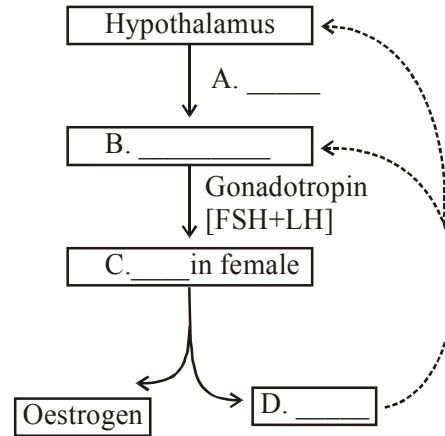 Hypothalamus
A. _____
B. _________
Gonadotropin
[FSH+LH]
C.____in female
Oestrogen
D. _____